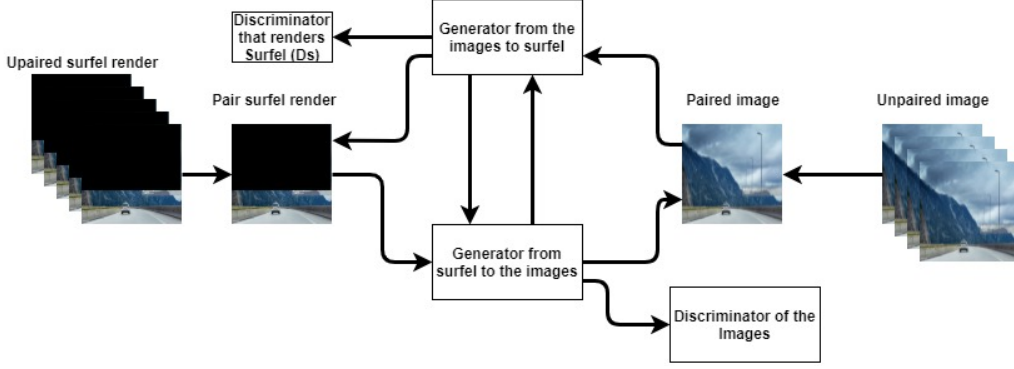 Discriminator
that renders
Surfel (Ds)
Generator from the
images to surfel
Upaired surfel render
Pair surfel render
Paired image
Unpaired image
Generator from
surfel to the images
Discriminator of the
Images